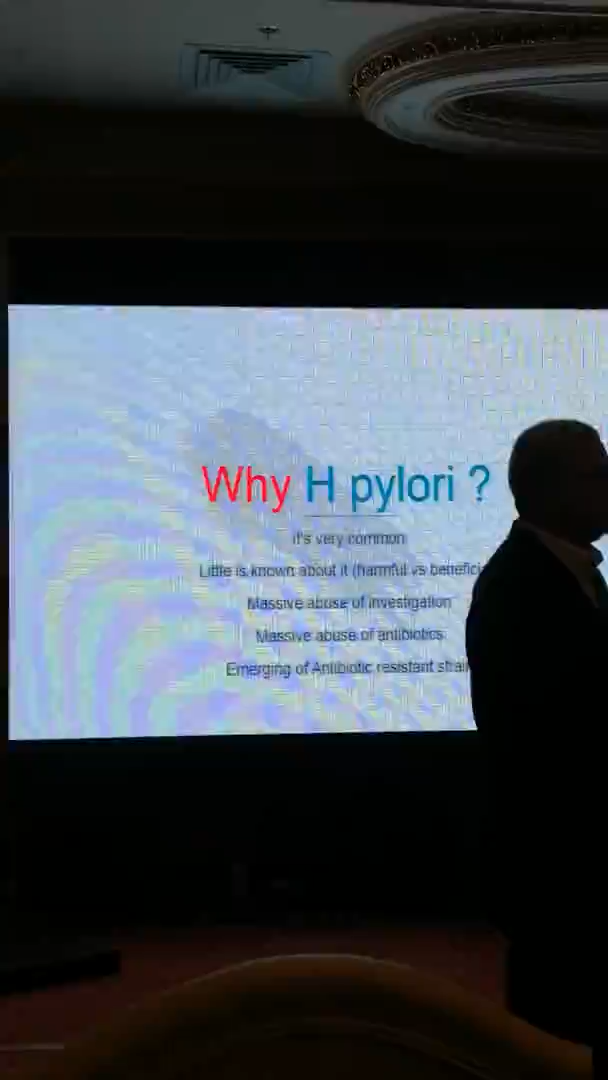 Why H pylori ?
it's very common
Little is known about it (harmful vs benefici
Massive abuse of investigation
Massive abuse of antibiotics
Emerging of Antibiotic resistant strai